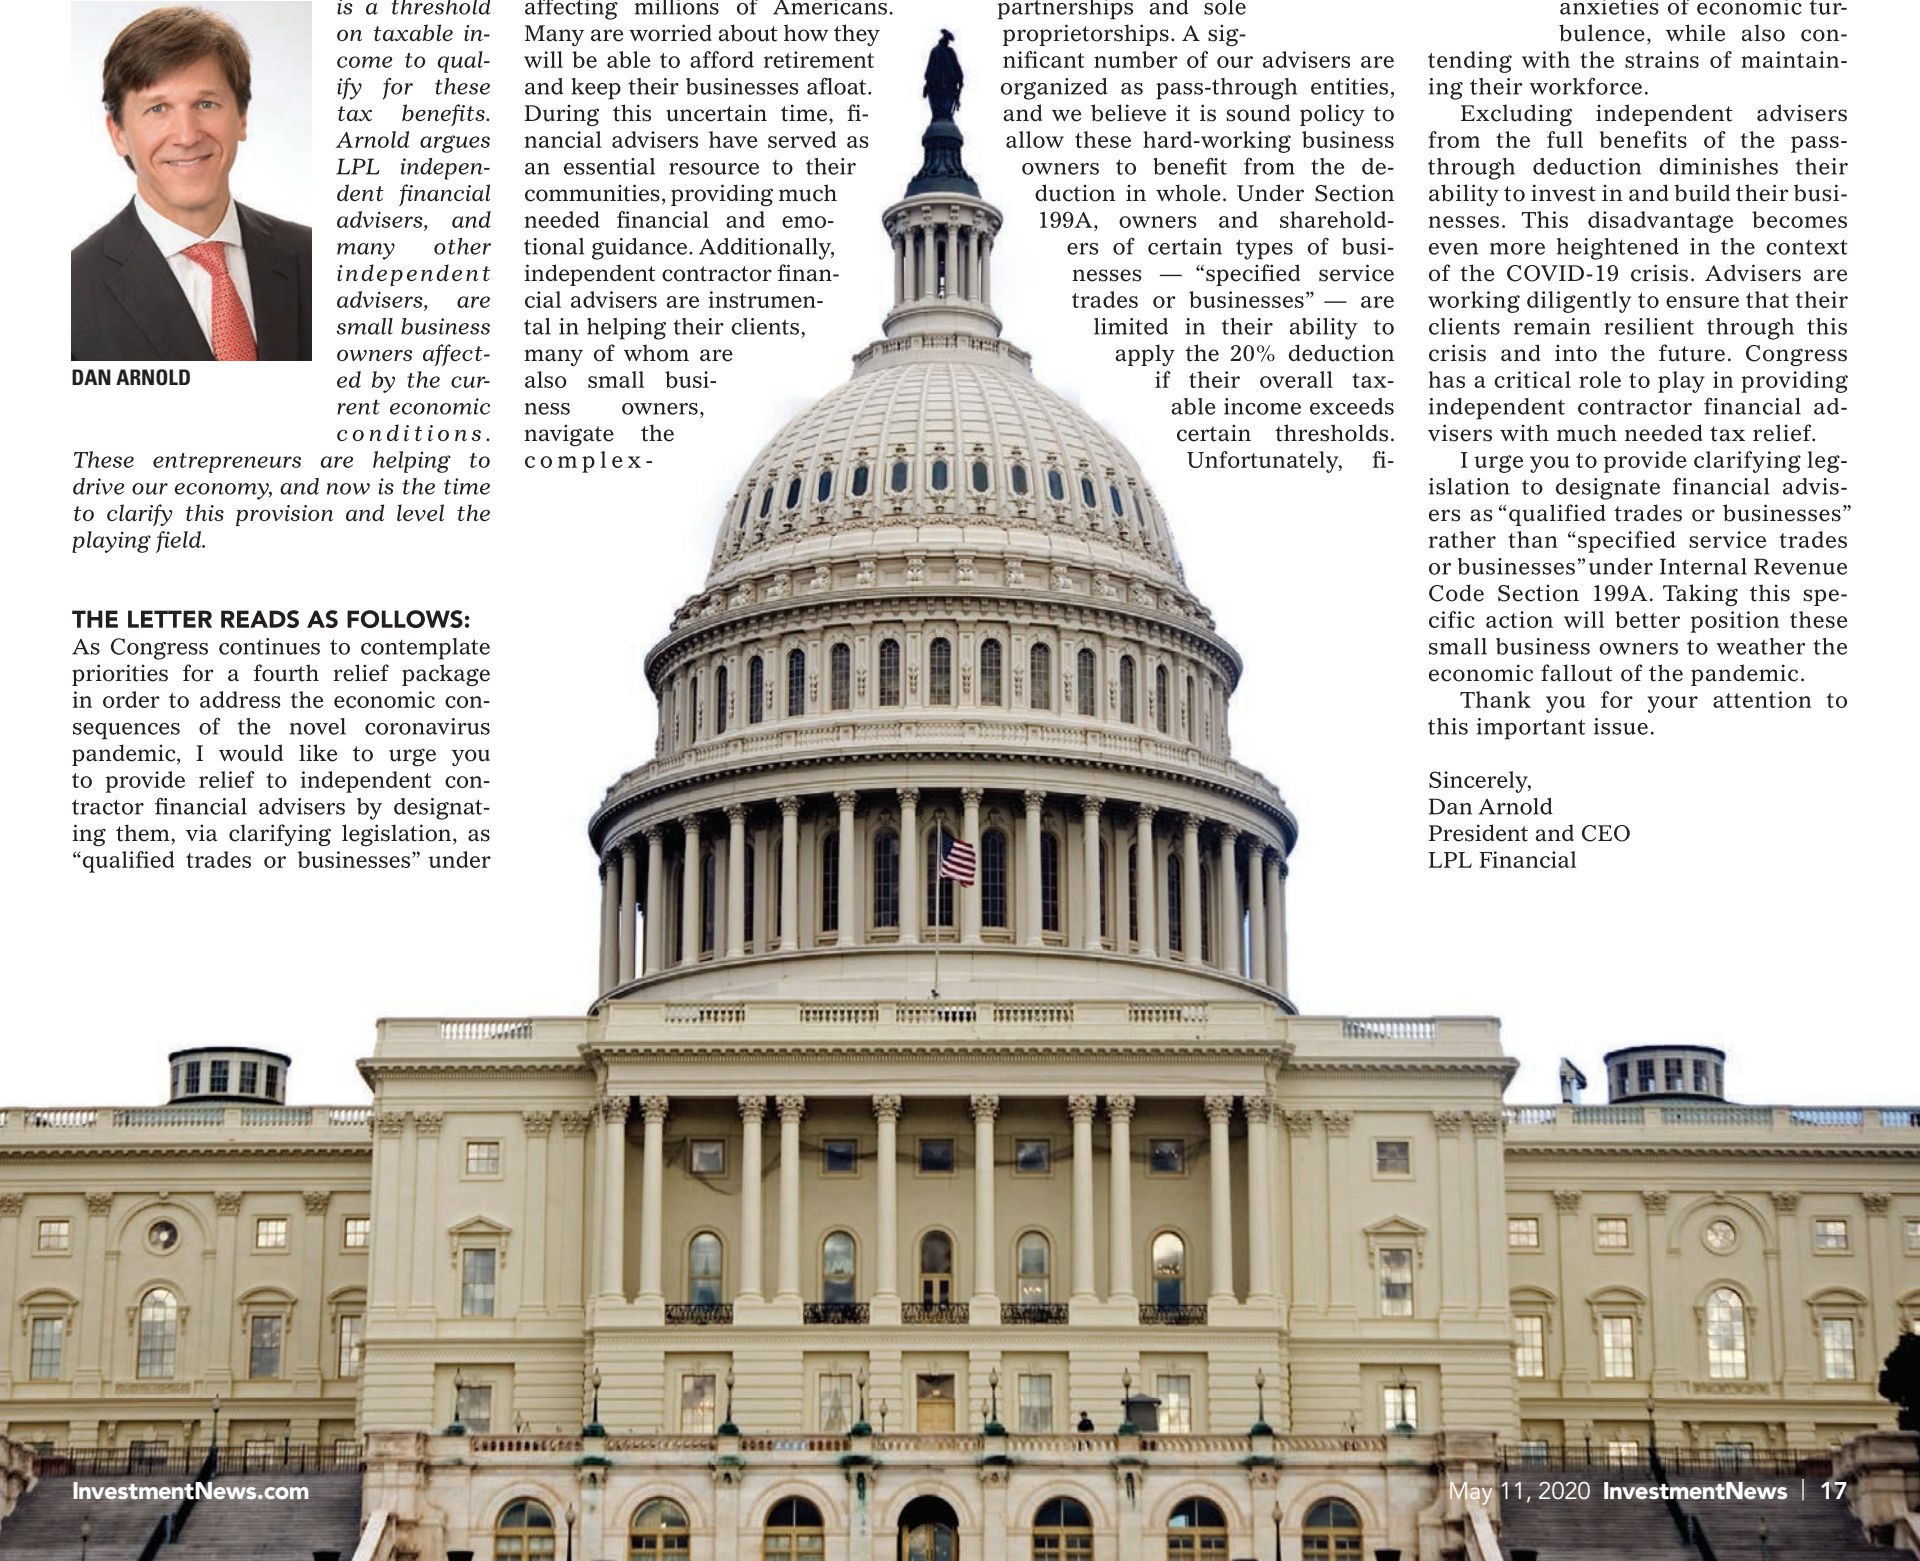 DAN ARNOLD
is a threshold
on taxable in-
come to qual-
ify for these
tax benefits.
Arnold argues
LPL indepen-
dent financial
advisers, and
many other
independent
advisers, are
small business
owners affect-
ed by the cur-
rent economic
conditions.
These entrepreneurs are helping to
drive our economy, and now is the time
to clarify this provision and level the
playing field.
THE LETTER READS AS FOLLOWS:
As Congress continues to contemplate
priorities for a fourth relief package
in order to address the economic con-
sequences of the novel coronavirus
pandemic, I would like to urge you
to provide relief to independent con-
tractor financial advisers by designat-
ing them, via clarifying legislation, as
“qualified trades or businesses” under
affecting millions of Americans.
Many are worried about how they
will be able to afford retirement
and keep their businesses afloat.
During this uncertain time, fi-
nancial advisers have served as
an essential resource to their
communities, providing much
needed financial and emo-
tional guidance. Additionally,
independent contractor finan-
cial advisers are instrumen-
tal in helping their clients,
many of whom are
also small busi-
ness owners,
navigate the
complex-
partnerships and sole
proprietorships. A sig-
nificant number of our advisers are
organized as pass-through entities,
and we believe it is sound policy to
allow these hard-working business
owners to benefit from the de-
duction in whole. Under Section
199A, owners and sharehold-
ers of certain types of busi-
nesses — “specified service
trades or businesses” — are
limited in their ability to
apply the 20% deduction
if their overall tax-
able income exceeds
certain thresholds.
Unfortunately, fi-
anxieties of economic tur-
bulence, while also con-
tending with the strains of maintain-
ing their workforce.
Excluding independent advisers
from the full benefits of the pass-
through deduction diminishes their
ability to invest in and build their busi-
nesses. This disadvantage becomes
even more heightened in the context
of the COVID-19 crisis. Advisers are
working diligently to ensure that their
clients remain resilient through this
crisis and into the future. Congress
has a critical role to play in providing
independent contractor financial ad-
visers with much needed tax relief.
I urge you to provide clarifying leg-
islation to designate financial advis-
ers as “qualified trades or businesses”
rather than “specified service trades
or businesses” under Internal Revenue
Code Section 199A. Taking this spe-
cific action will better position these
small business owners to weather the
economic fallout of the pandemic.
Thank you for your attention to
this important issue.
Sincerely,
Dan Arnold
President and CEO
LPL Financial
InvestmentNews.com
May 11, 2020 InvestmentNews | 17